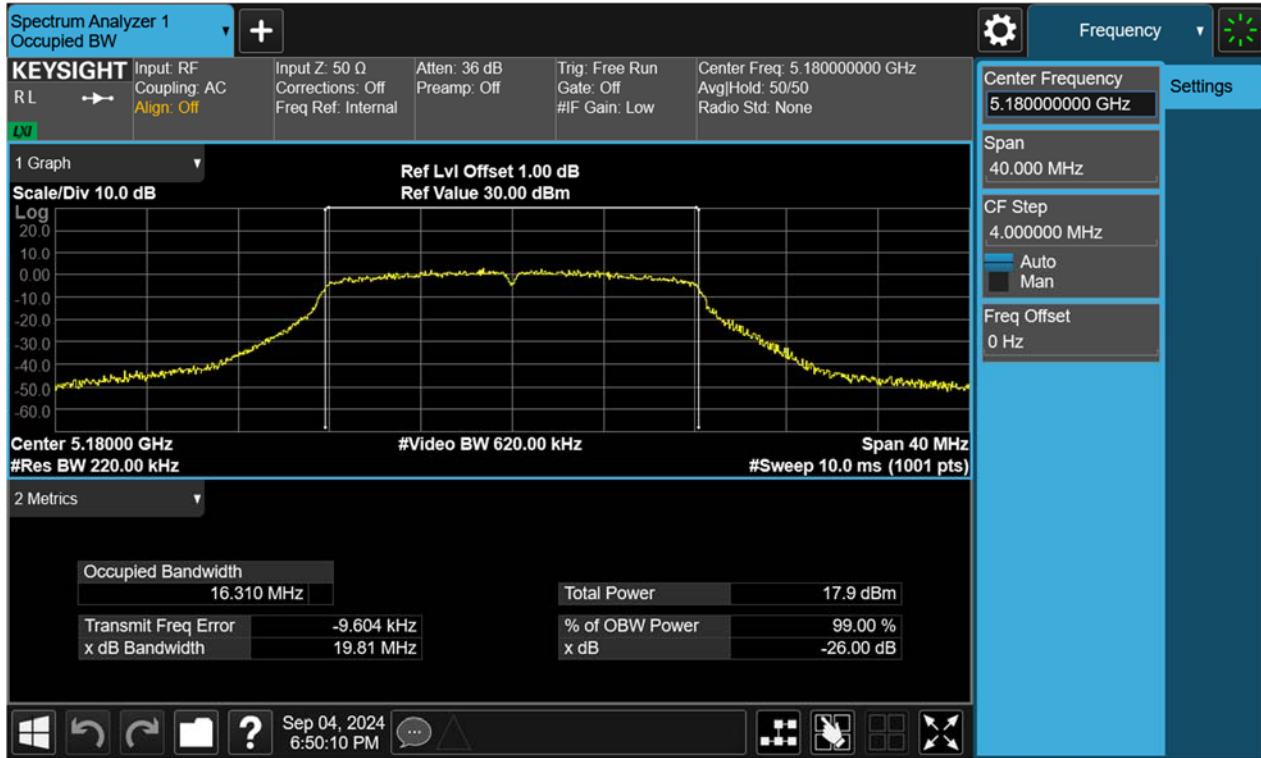 Spectrum Analyzer 1
Occupied BW
Frequency
KEYSIGHT
R L
LXI
Input: RF
Coupling: AC
Align: Off
Input Z: 50 Ω
Corrections: Off
Freq Ref: Internal
Atten: 36 dB
Preamp: Off
Trig: Free Run
Gate: Off
#IF Gain: Low
Center Freq: 5.180000000 GHz
Avg|Hold: 50/50
Radio Std: None
1 Graph
Scale/Div 10.0 dB
Ref Lvl Offset 1.00 dB
Ref Value 30.00 dBm
Log
20.0
10.0
0.00
-10.0
-20.0
-30.0
-40.0
-50.0
-60.0
Center 5.18000 GHz
#Video BW 620.00 kHz
Span 40 MHz
#Res BW 220.00 kHz
#Sweep 10.0 ms (1001 pts)
2 Metrics
Occupied Bandwidth
16.310 MHz
Total Power 17.9 dBm
Transmit Freq Error -9.604 kHz
% of OBW Power 99.00 %
x dB Bandwidth 19.81 MHz
x dB -26.00 dB
Center Frequency
5.180000000 GHz
Settings
Span
40.000 MHz
CF Step
4.000000 MHz
Auto
Man
Freq Offset
0 Hz
?
Sep 04, 2024
6:50:10 PM